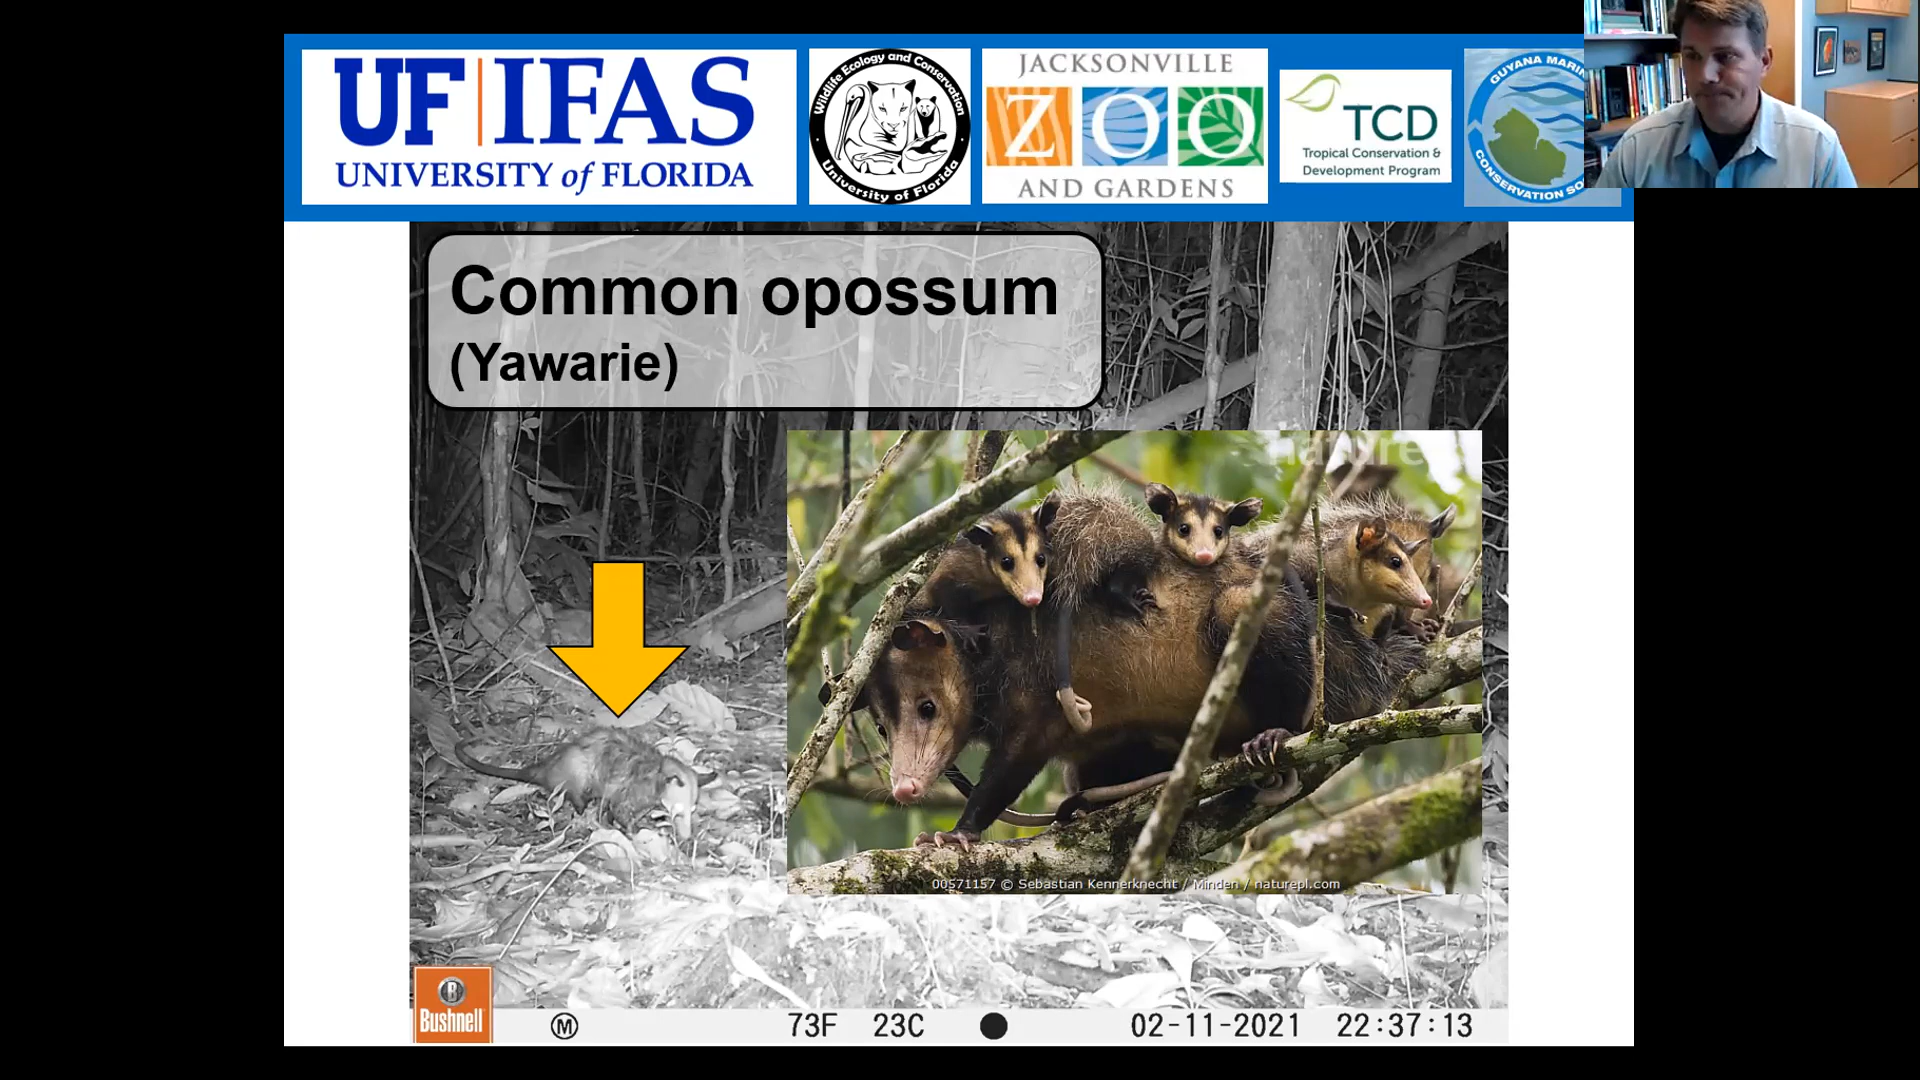 UF|IFAS
UNIVERSITY of FLORIDA
Wildlife Ecology and Conservation
University of Florida
JACKSONVILLE
ZOO
AND GARDENS
TCD
Tropical Conservation &
Development Program
GUYANA MARI
CONSERVATION SO
Common opossum
(Yawarie)
naturepl
00571157 © Sebastian Kennerknecht / Minden / naturepl.com
B
Bushnell
M 73F 23C 02-11-2021 22:37:13